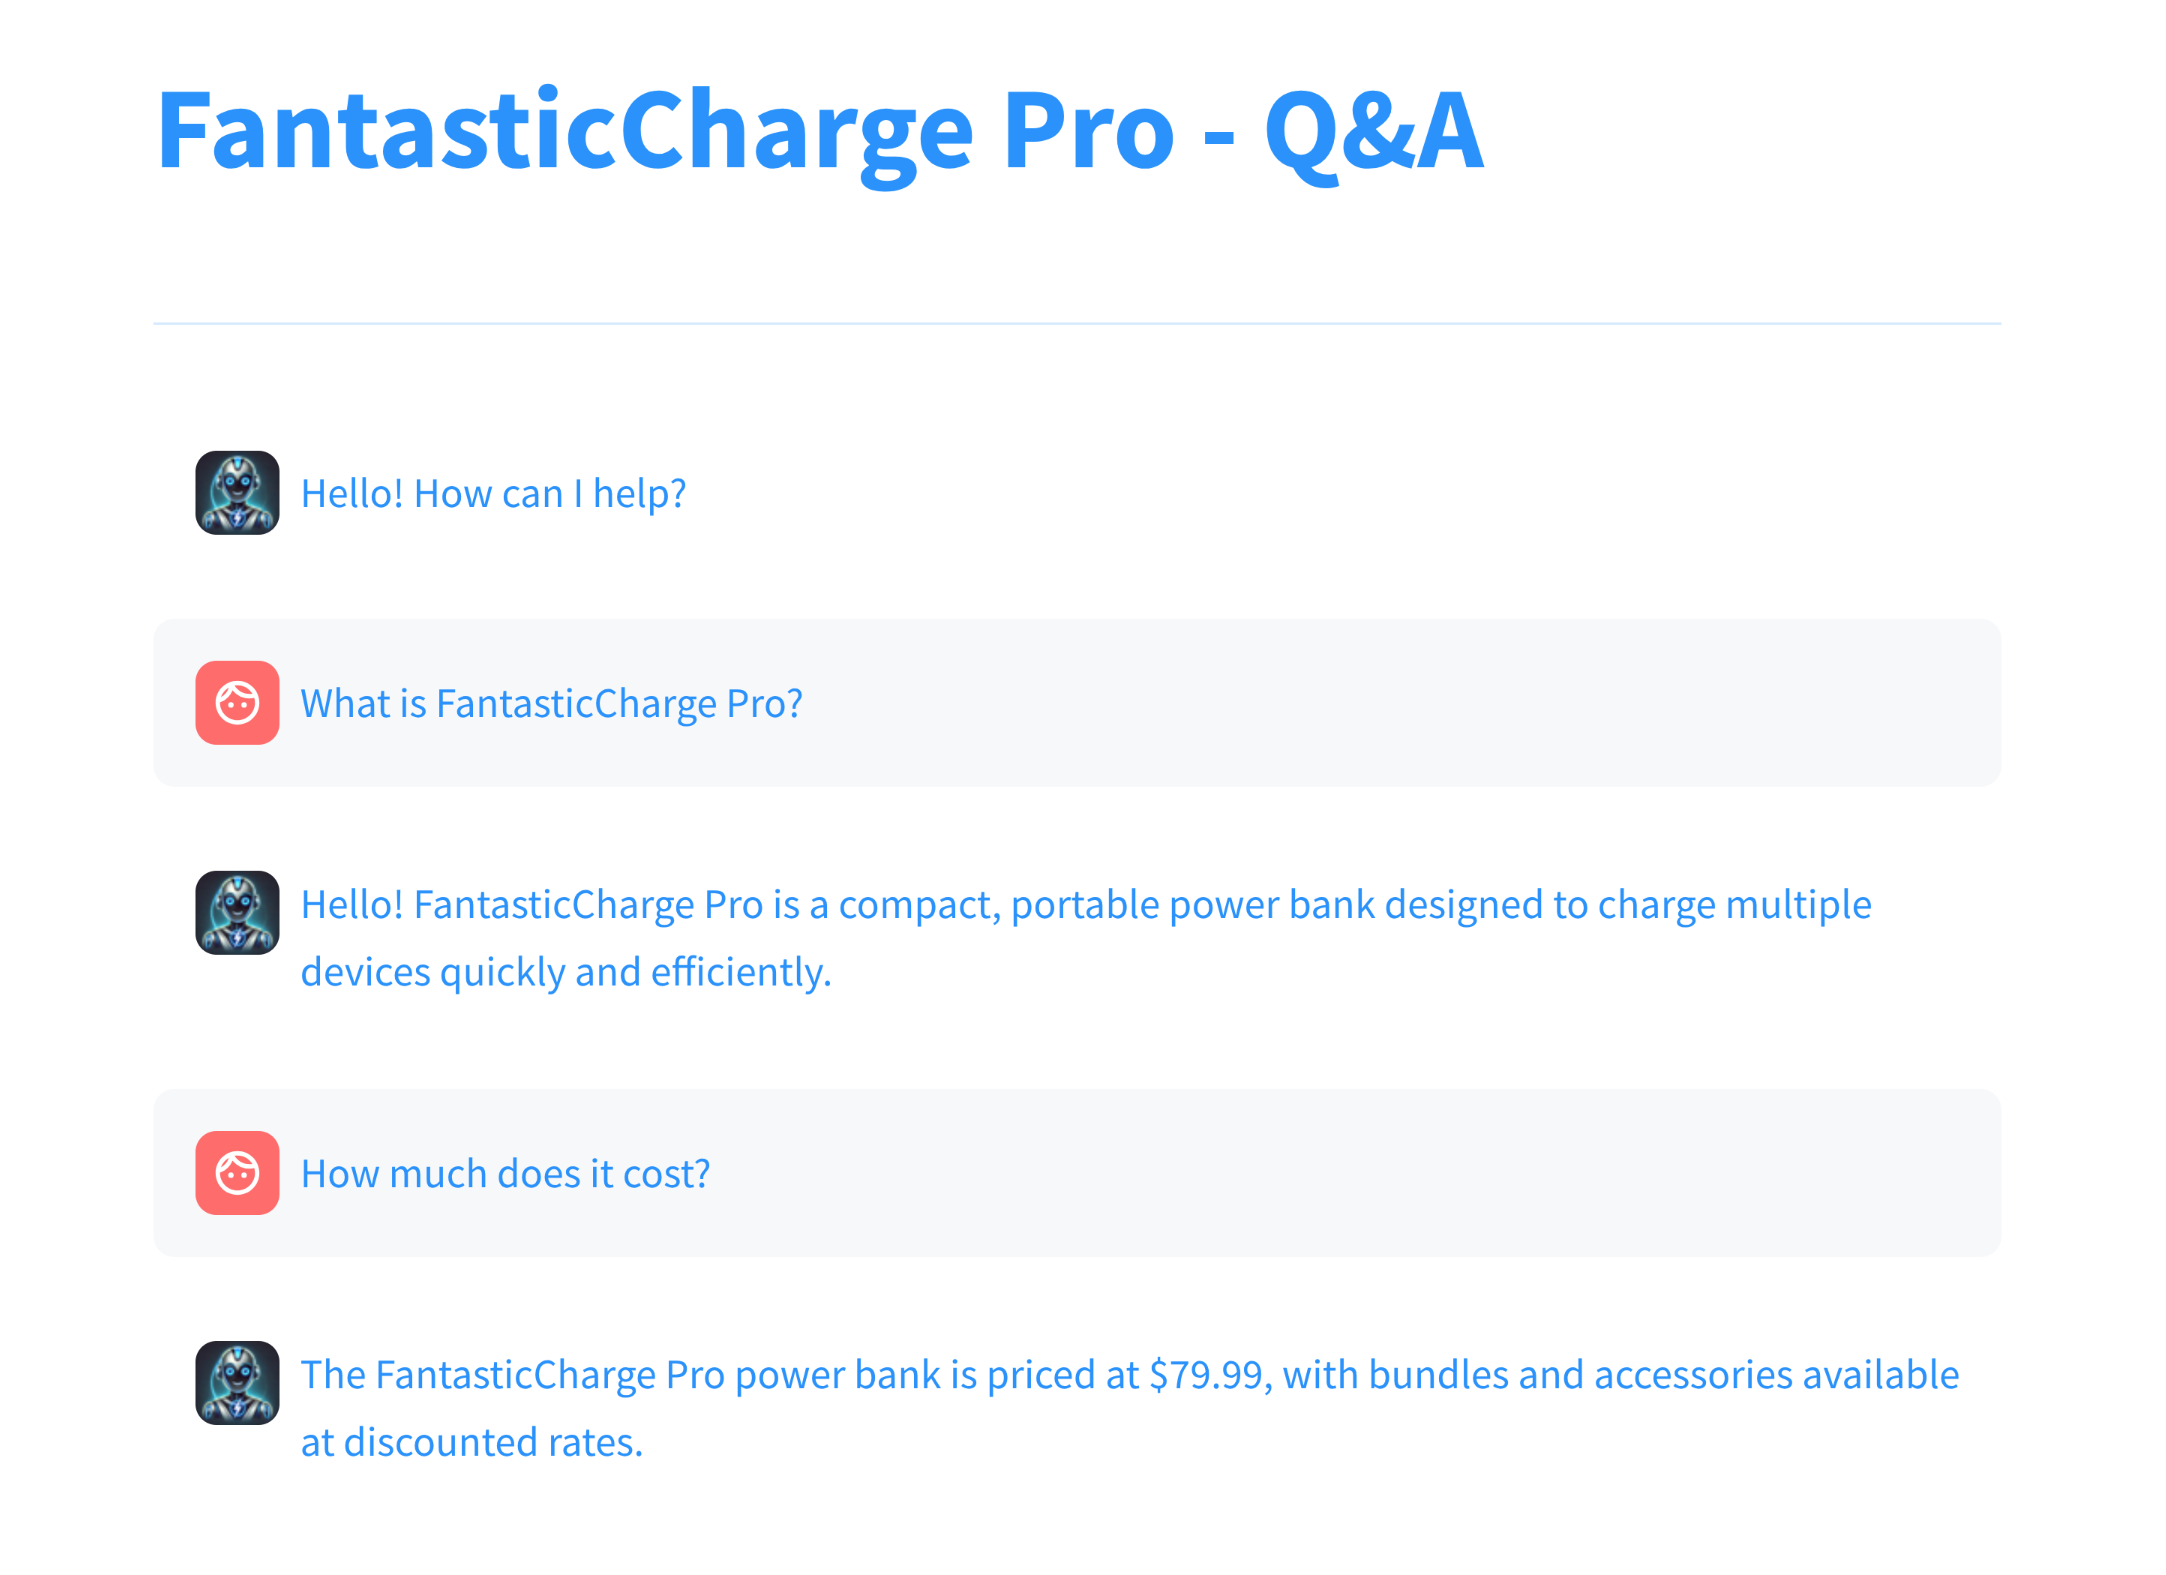 FantasticCharge Pro - Q&A
Hello! How can I help?
What is FantasticCharge Pro?
Hello! FantasticCharge Pro is a compact, portable power bank designed to charge multiple
devices quickly and efficiently.
How much does it cost?
The FantasticCharge Pro power bank is priced at $79.99, with bundles and accessories available
at discounted rates.